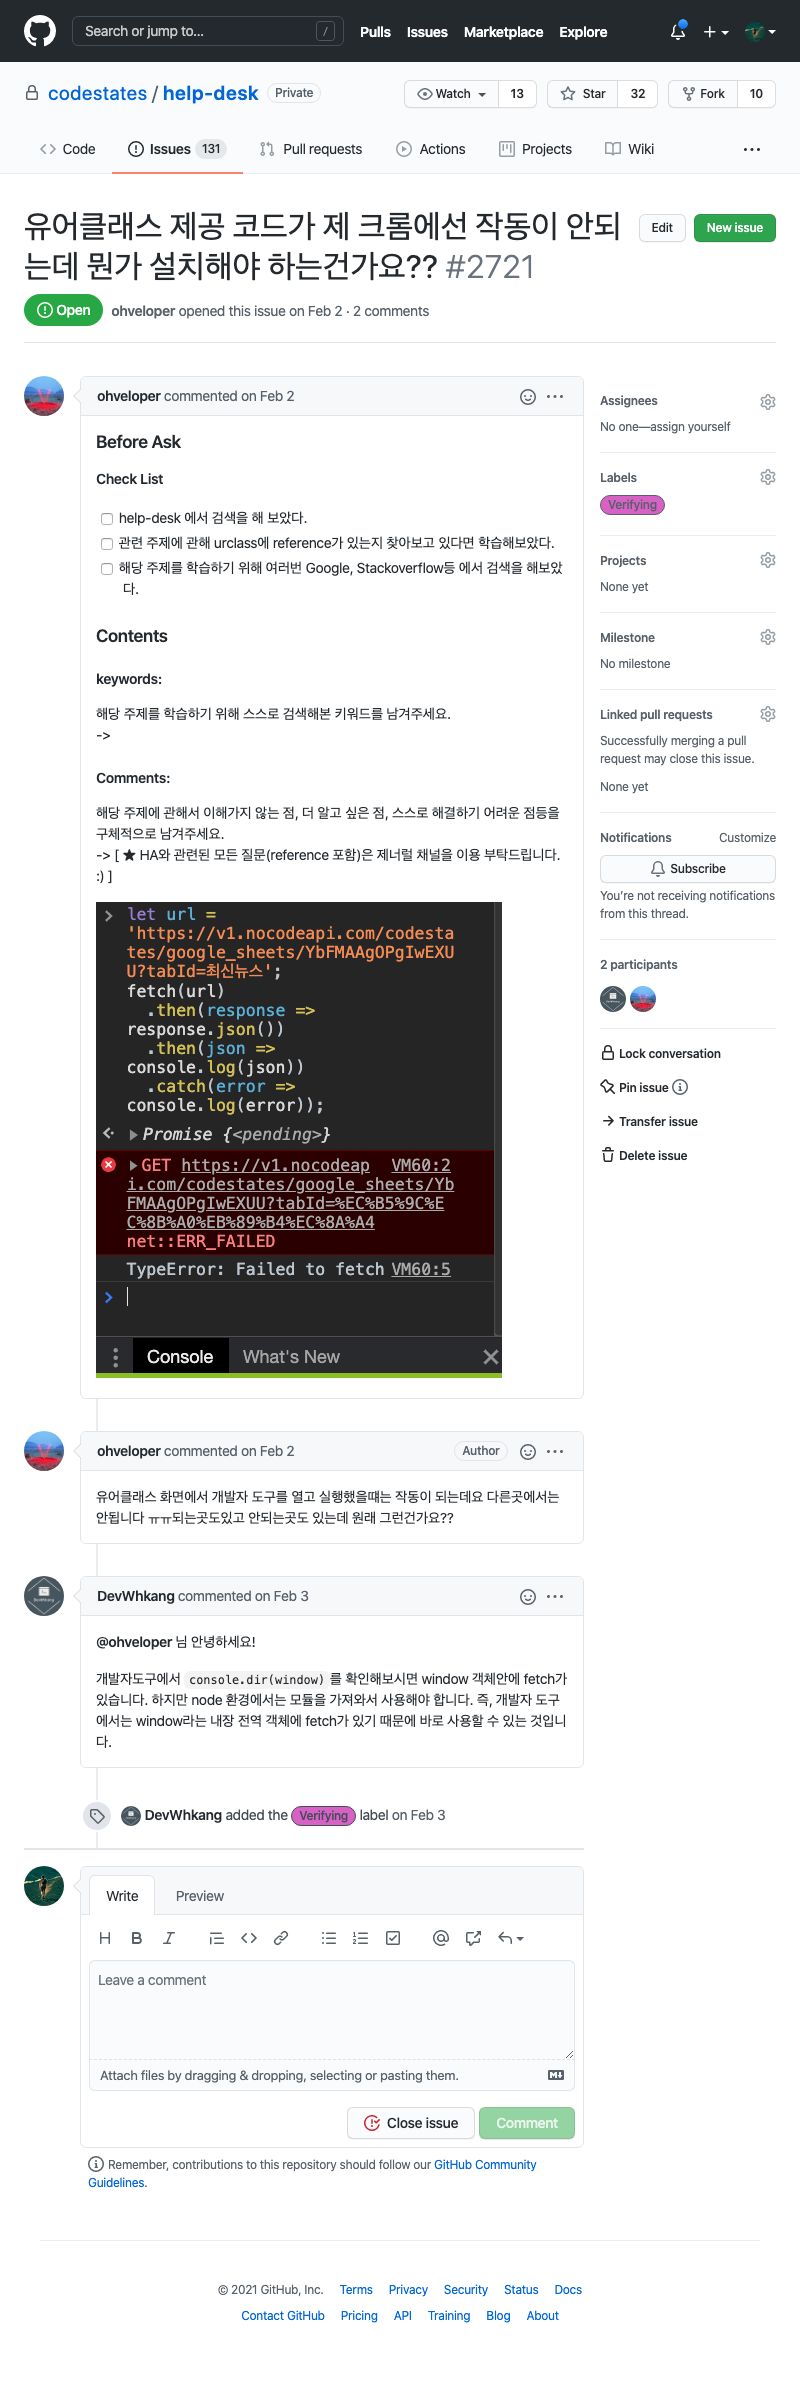 Search or jump to... /
Pulls Issues Marketplace Explore
codestates / help-desk Private
Watch 13 Star 32 Fork 10
Code Issues 131 Pull requests Actions Projects Wiki ...
유어클래스 제공 코드가 제 크롬에선 작동이 안되
는데 뭔가 설치해야 하는건가요?? #2721
Edit New issue
Open ohveloper opened this issue on Feb 2 · 2 comments
ohveloper commented on Feb 2
Before Ask
Check List
help-desk 에서 검색을 해 보았다.
관련 주제에 관해 urclass에 reference가 있는지 찾아보고 있다면 학습해보았다.
해당 주제를 학습하기 위해 여러번 Google, Stackoverflow등 에서 검색을 해보았
다.
Contents
keywords:
해당 주제를 학습하기 위해 스스로 검색해본 키워드를 남겨주세요.
->
Comments:
해당 주제에 관해서 이해가지 않는 점, 더 알고 싶은 점, 스스로 해결하기 어려운 점등을
구체적으로 남겨주세요.
-> [ ★ HA와 관련된 모든 질문(reference 포함)은 제너럴 채널을 이용 부탁드립니다.
:) ]
> let url =
'https://v1.nocodeapi.com/codesta
tes/google_sheets/YbFMAAgOPgIwEXU
U?tabId=최신뉴스';
fetch(url)
.then(response =>
response.json())
.then(json =>
console.log(json))
.catch(error =>
console.log(error));
Promise {<pending>}
GET https://v1.nocodeap VM60:2
i.com/codestates/google_sheets/Yb
FMAAgOPgIwEXUU?tabId=%EC%B5%9C%E
C%8B%A0%EB%89%B4%EC%8A%A4
net::ERR_FAILED
TypeError: Failed to fetch VM60:5
>
Console What's New
Assignees
No one—assign yourself
Labels
Verifying
Projects
None yet
Milestone
No milestone
Linked pull requests
Successfully merging a pull
request may close this issue.
None yet
Notifications Customize
Subscribe
You're not receiving notifications
from this thread.
2 participants
Lock conversation
Pin issue
Transfer issue
Delete issue
ohveloper commented on Feb 2 Author
유어클래스 화면에서 개발자 도구를 열고 실행했을떄는 작동이 되는데요 다른곳에서는
안됩니다 ㅠㅠ되는곳도있고 안되는곳도 있는데 원래 그런건가요??
DevWhkang commented on Feb 3
@ohveloper 님 안녕하세요!
개발자도구에서 console.dir(window) 를 확인해보시면 window 객체안에 fetch가
있습니다. 하지만 node 환경에서는 모듈을 가져와서 사용해야 합니다. 즉, 개발자 도구
에서는 window라는 내장 전역 객체에 fetch가 있기 때문에 바로 사용할 수 있는 것입니
다.
DevWhkang added the Verifying label on Feb 3
Write Preview
Leave a comment
Attach files by dragging & dropping, selecting or pasting them.
Close issue Comment
Remember, contributions to this repository should follow our GitHub Community
Guidelines.
© 2021 GitHub, Inc. Terms Privacy Security Status Docs
Contact GitHub Pricing API Training Blog About